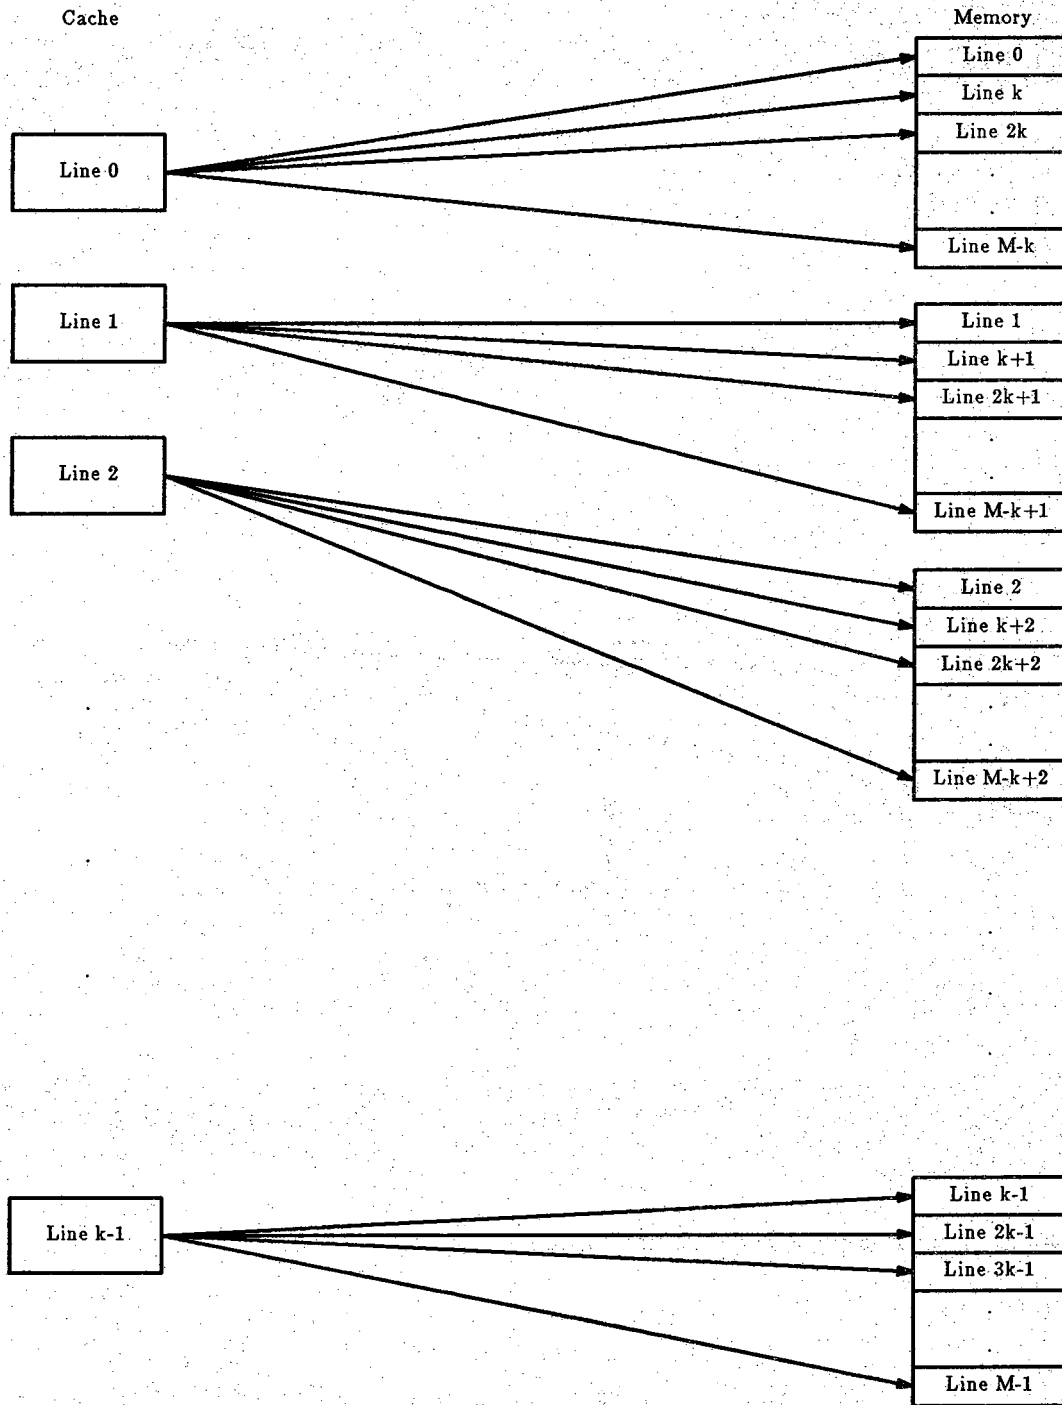 Cache
Memory
Line 0
Line k
Line 2k
Line 0
Line M-k
Line 1
Line 1
Line k+1
Line 2k+1
Line 2
Line M-k+1
Line 2
Line k+2
Line 2k+2
Line M-k+2
Line k-1
Line k-1
Line 2k-1
Line 3k-1
Line M-1